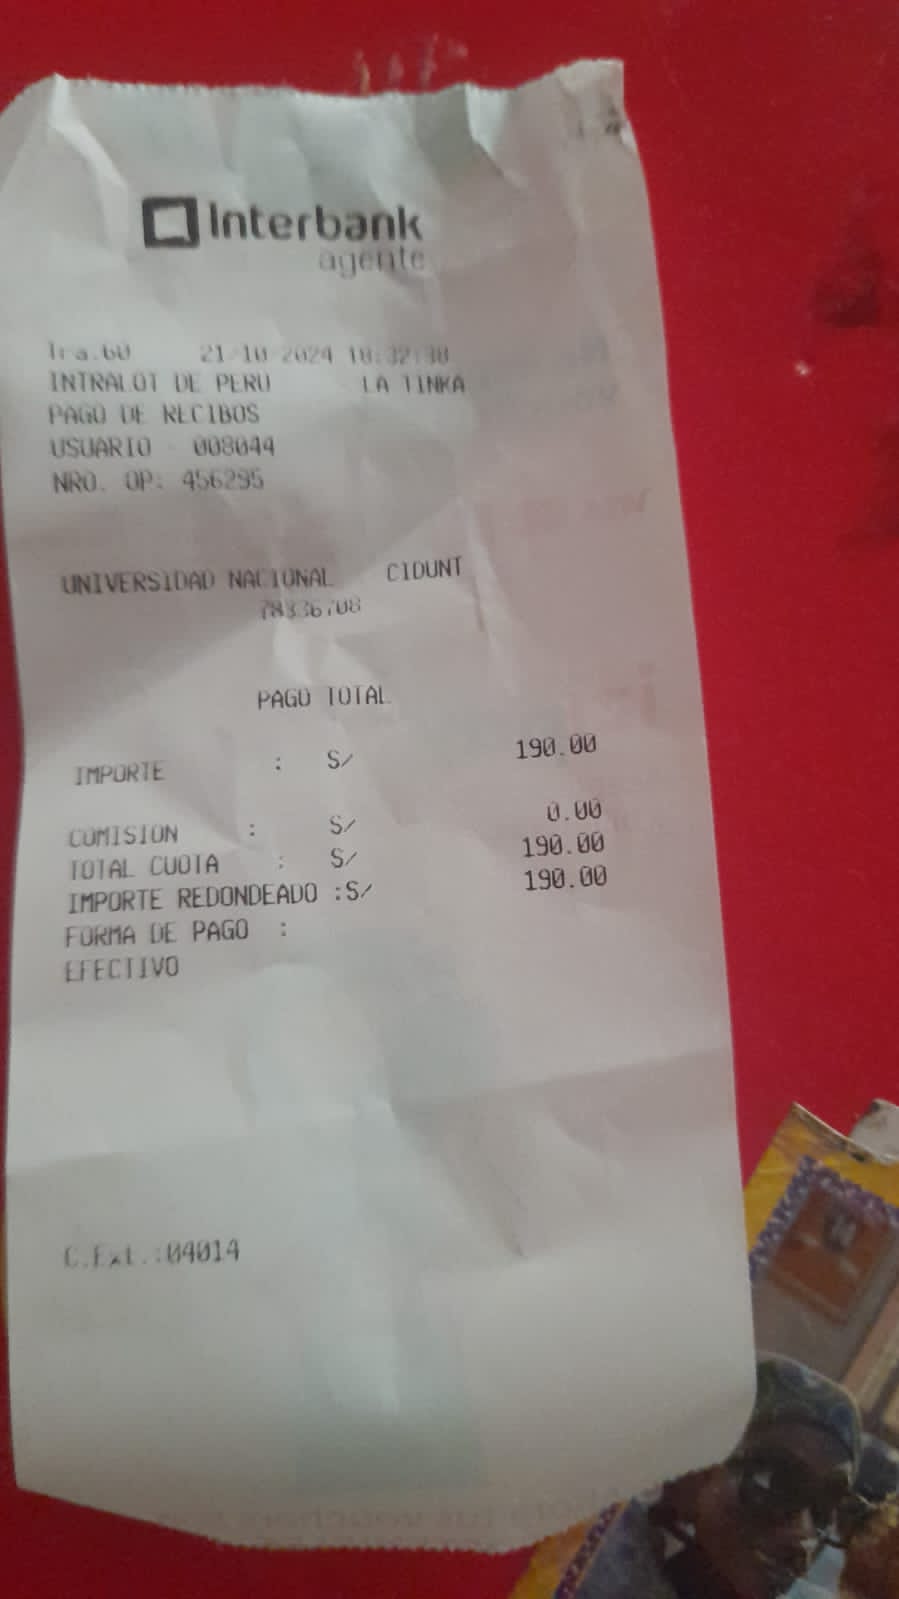 Interbank
agente
Tra.60 21/10/2024 18:32:38
INTRALOT DE PERU LA TINKA
PAGO DE RECIBOS
USUARIO 008044
NRO. OP: 456295
UNIVERSIDAD NACIONAL CIDUNT
78336708
PAGO TOTAL
IMPORTE : S/ 190.00
COMISION : S/ 0.00
TOTAL CUOTA : S/ 190.00
IMPORTE REDONDEADO :S/ 190.00
FORMA DE PAGO :
EFECTIVO
C.Ext.:04014